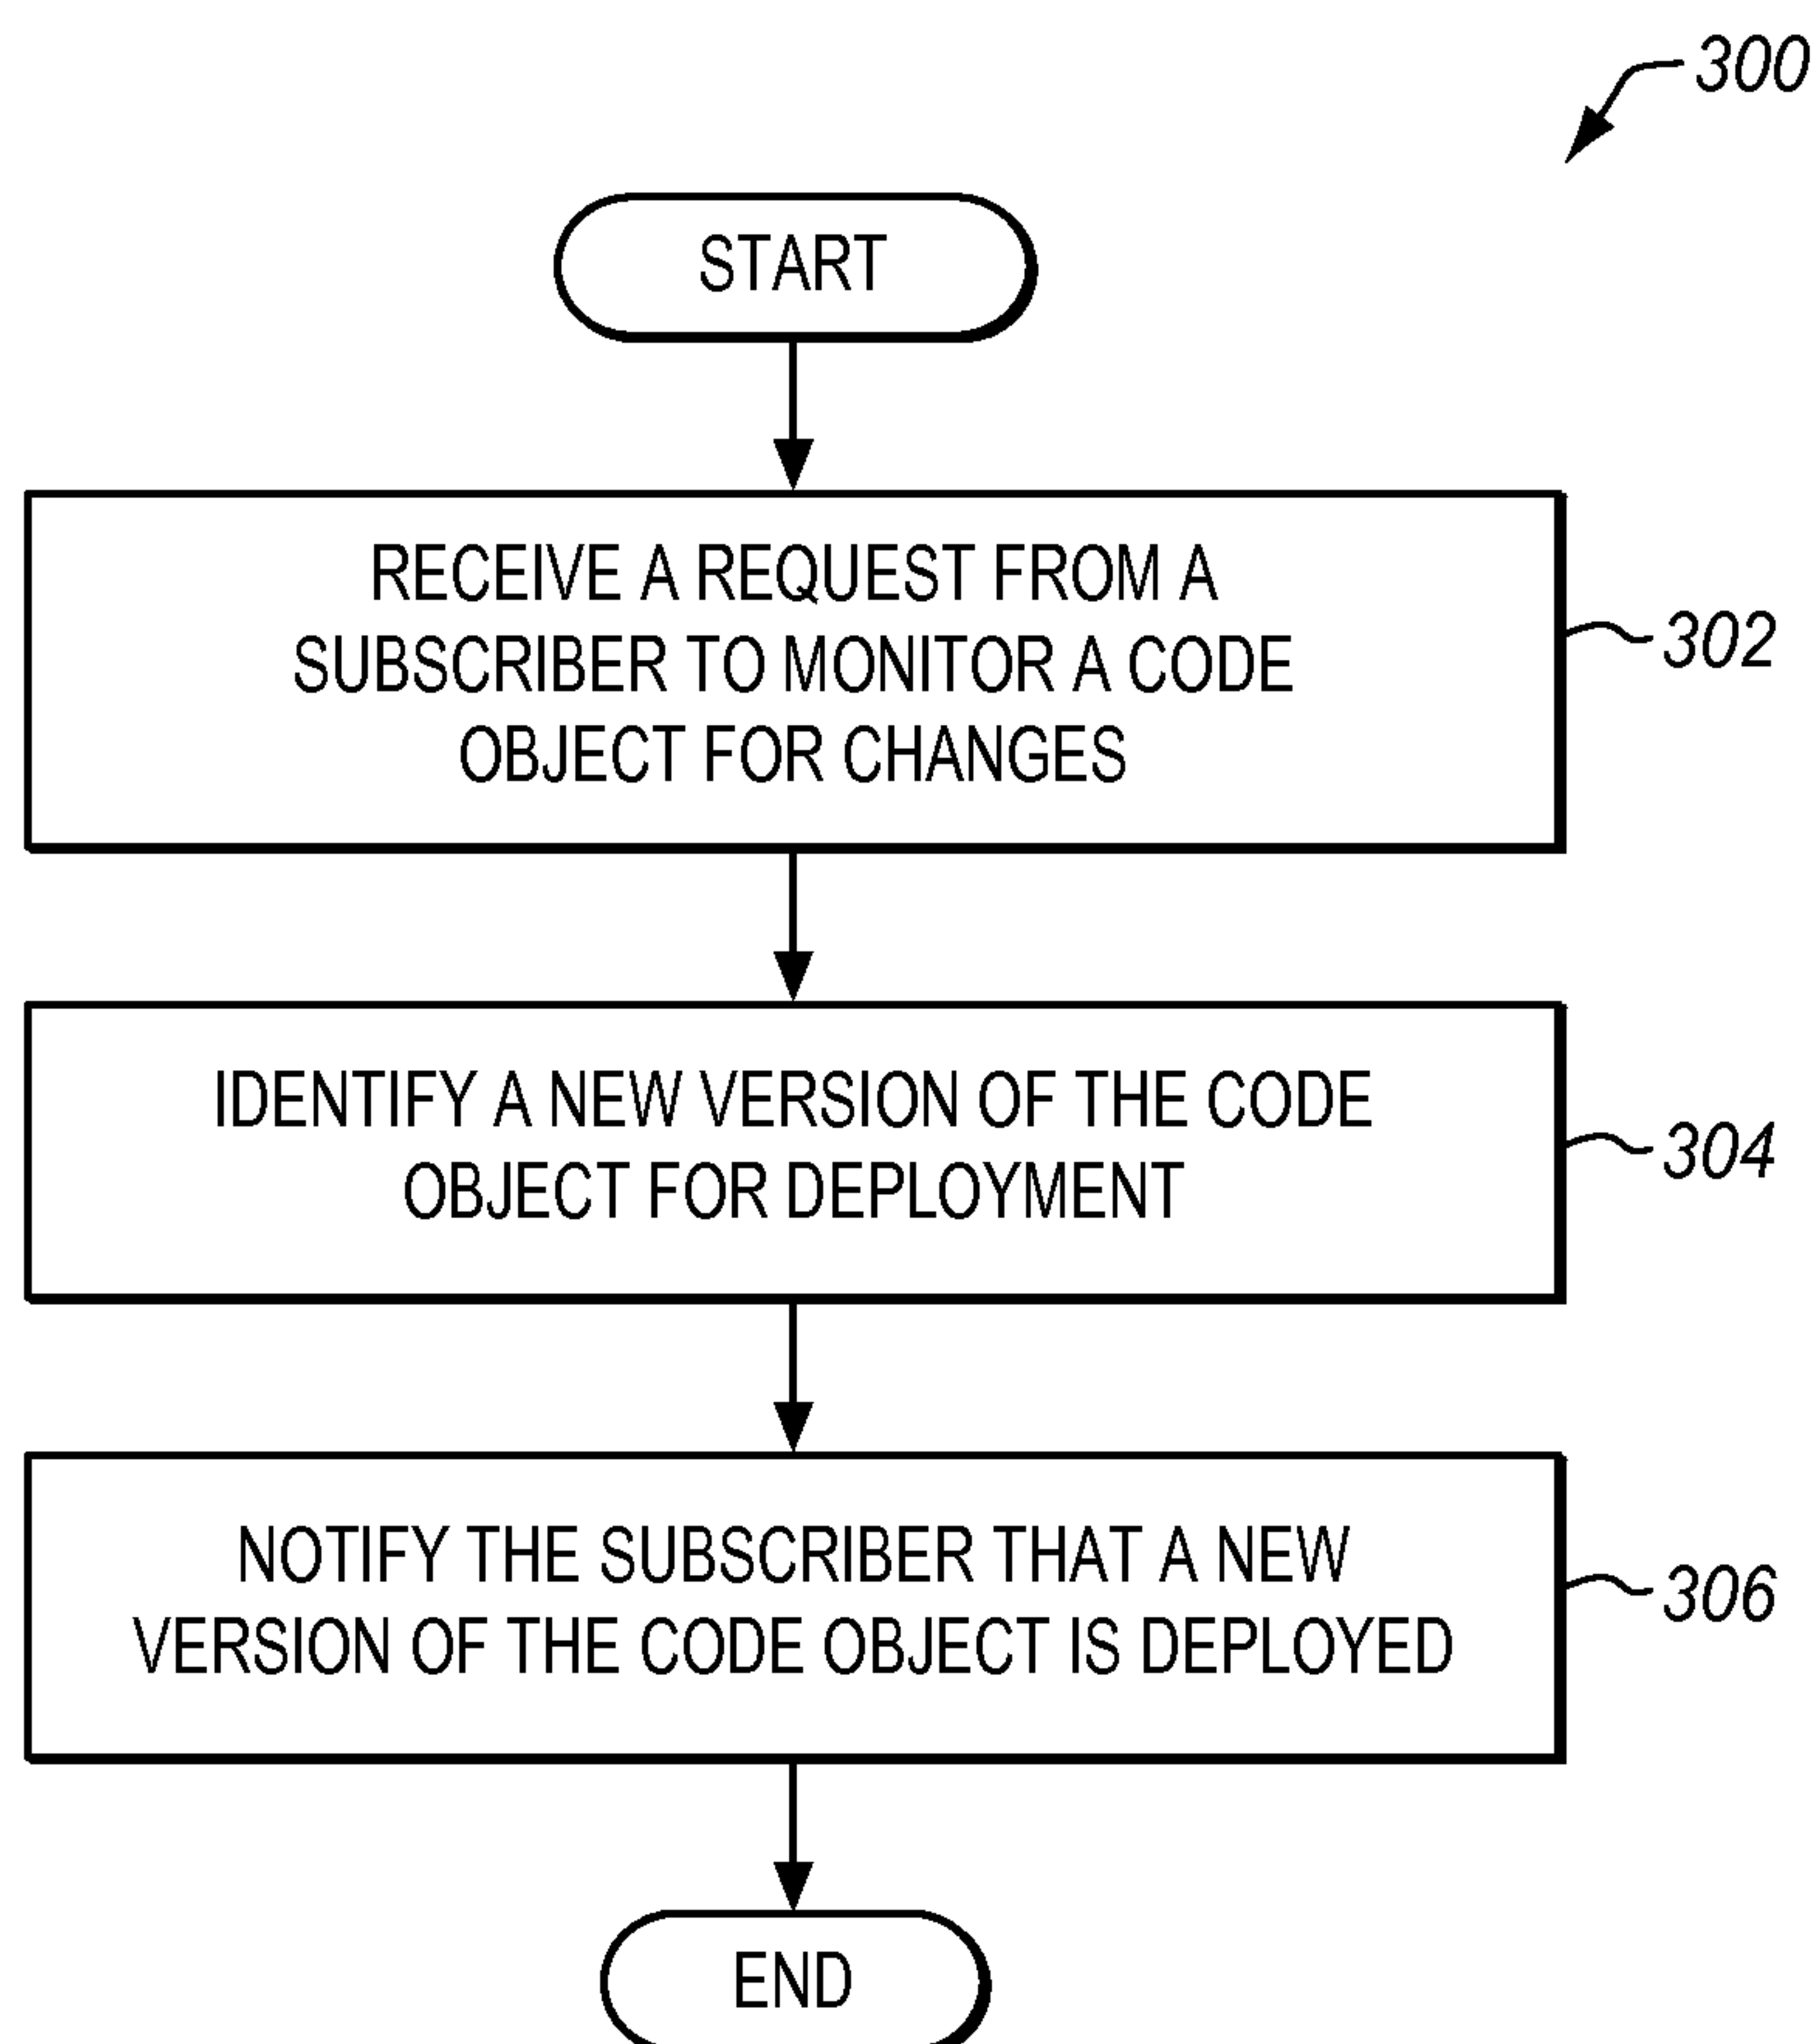 300
START
RECEIVE A REQUEST FROM A
SUBSCRIBER TO MONITOR A CODE
OBJECT FOR CHANGES
302
IDENTIFY A NEW VERSION OF THE CODE
OBJECT FOR DEPLOYMENT
304
NOTIFY THE SUBSCRIBER THAT A NEW
VERSION OF THE CODE OBJECT IS DEPLOYED
306
END